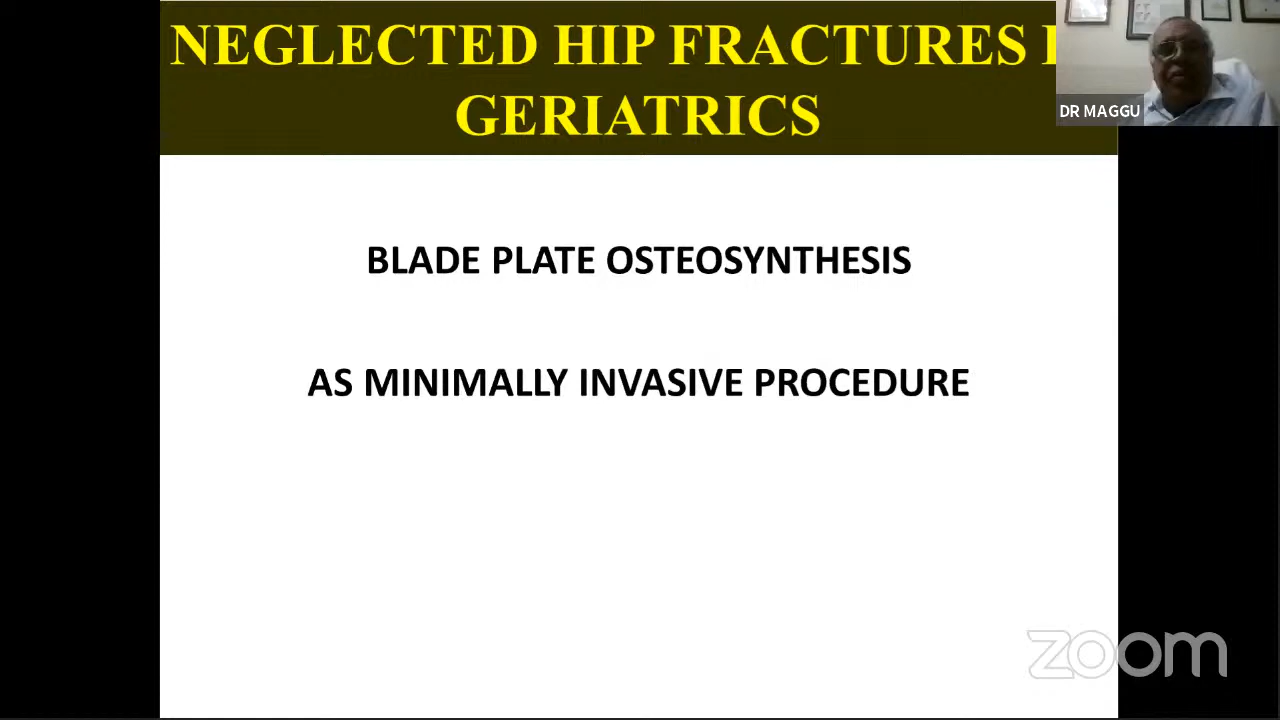 NEGLECTED HIP FRACTURES
GERIATRICS
DR MAGGU
BLADE PLATE OSTEOSYNTHESIS
AS MINIMALLY INVASIVE PROCEDURE
zoom